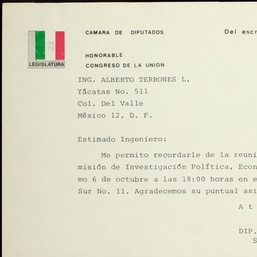 CAMARA DE DIPUTADOS
Del escr
HONORABLE
CONGRESO DE LA UNION
LEGISLATURA
ING. ALBERTO TERRONES L.
Yácatas No. 511
Col. Del Valle
México 12, D. F.
Estimado Ingeniero:
Me permito recordarle de la reuni
misión de Investigación Política, Econ
mo 6 de octubre a las 18:00 horas en e
Sur No. 11. Agradecemos su puntual asi
A t
DIP.
S